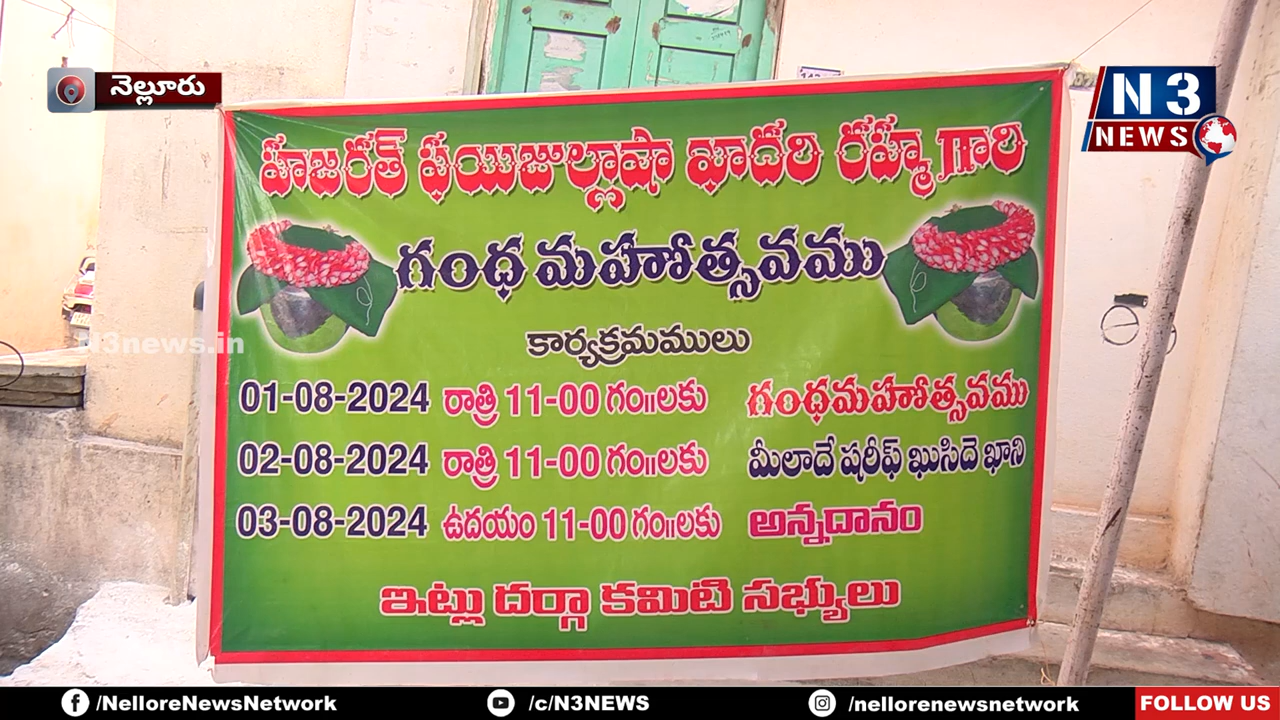 నెల్లూరు
N3
NEWS
హజరత్ ఫయిజుల్లాషా ఖాదరి రహ్మ గారి
గంధ మహోత్సవము
కార్యక్రమములు
01-08-2024 రాత్రి 11-00 గం॥లకు గంధమహోత్సవము
02-08-2024 రాత్రి 11-00 గం॥లకు మీలాదే షరీఫ్ ఖుసిదె ఖాని
03-08-2024 ఉదయం 11-00 గం॥లకు అన్నదానం
ఇట్లు దర్గా కమిటి సభ్యులు
N3news.in
/NelloreNewsNetwork
/c/N3NEWS
/nellorenewsnetwork
FOLLOW US